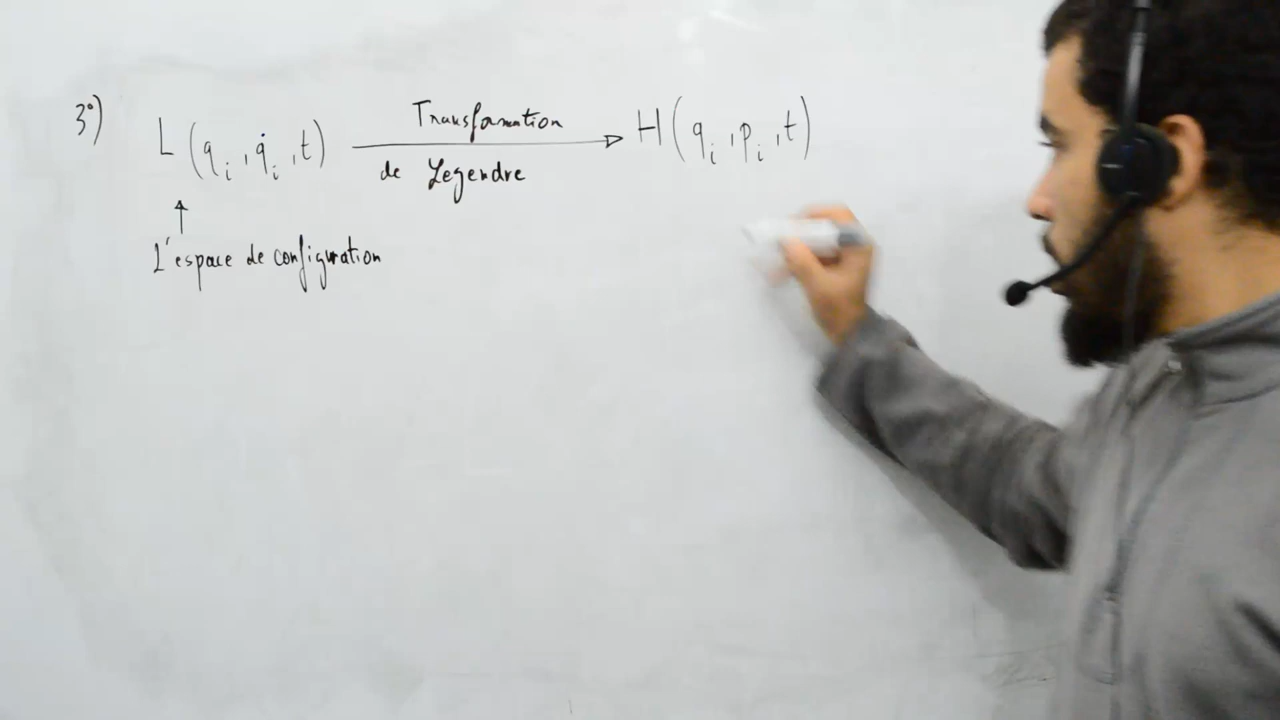 3°) L (qᵢ , q̇ᵢ , t) Transformation de Legendre → H (qᵢ , pᵢ , t)
↑
L'espace de configuration